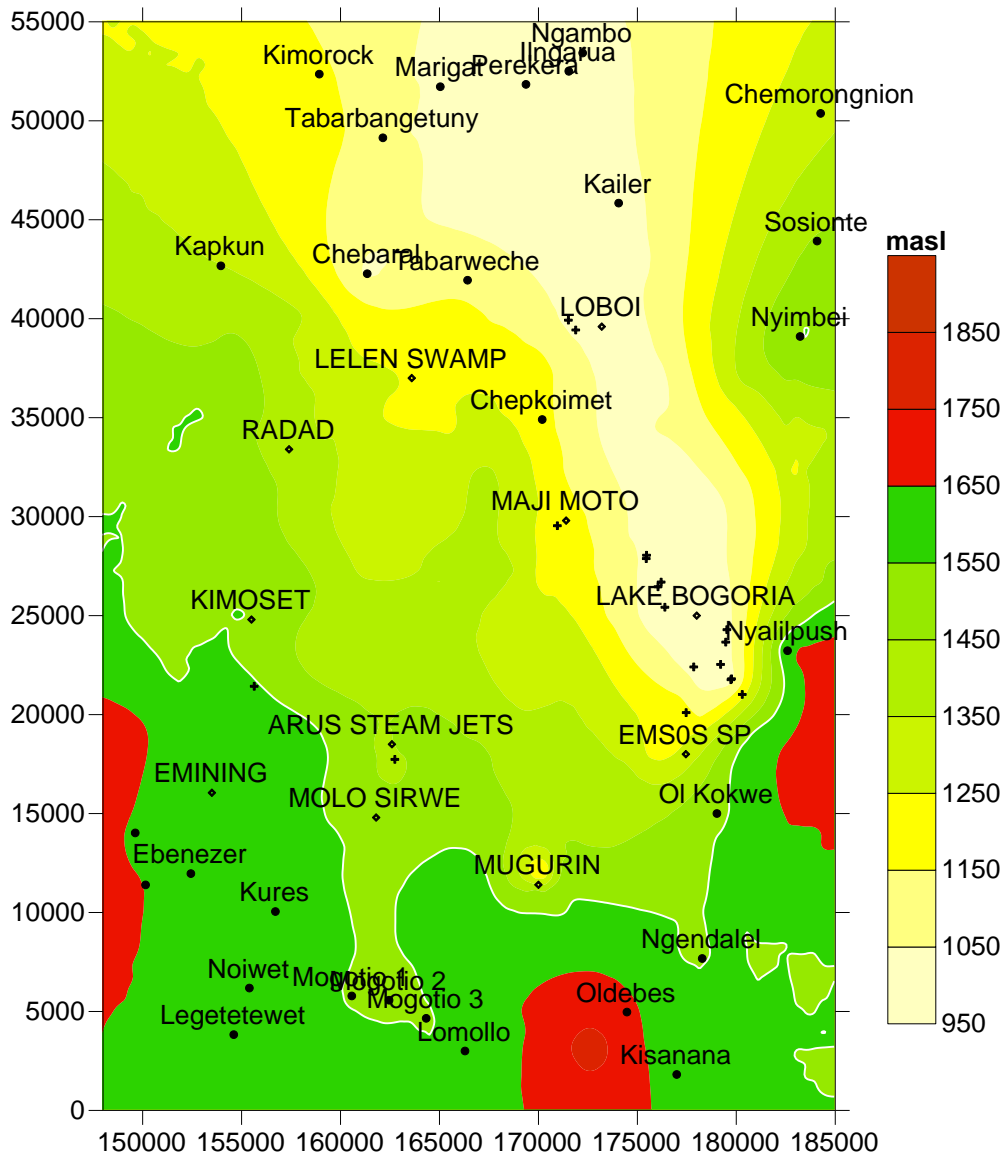 55000
Ngambo
Kimorock
Ilngarua
Marigat
Perekera
Chemorongnion
50000
Tabarbangetuny
Kailer
45000
Sosionte
Kapkun
Chebaral
Tabarweche
masl
40000
LOBOI
Nyimbei
1850
LELEN SWAMP
Chepkoimet
1750
35000
RADAD
1650
30000
MAJI MOTO
1550
25000
KIMOSET
LAKE BOGORIA
Nyalilpush
1450
20000
ARUS STEAM JETS
EMS0S SP
1350
EMINING
MOLO SIRWE
Ol Kokwe
15000
1250
Ebenezer
MUGURIN
1150
Kures
10000
Ngendalel
1050
Noiwet
Mogotio 1
Mogotio 2
Mogotio 3
Oldebes
5000
Legetetewet
Lomollo
950
Kisanana
0
150000 155000 160000 165000 170000 175000 180000 185000